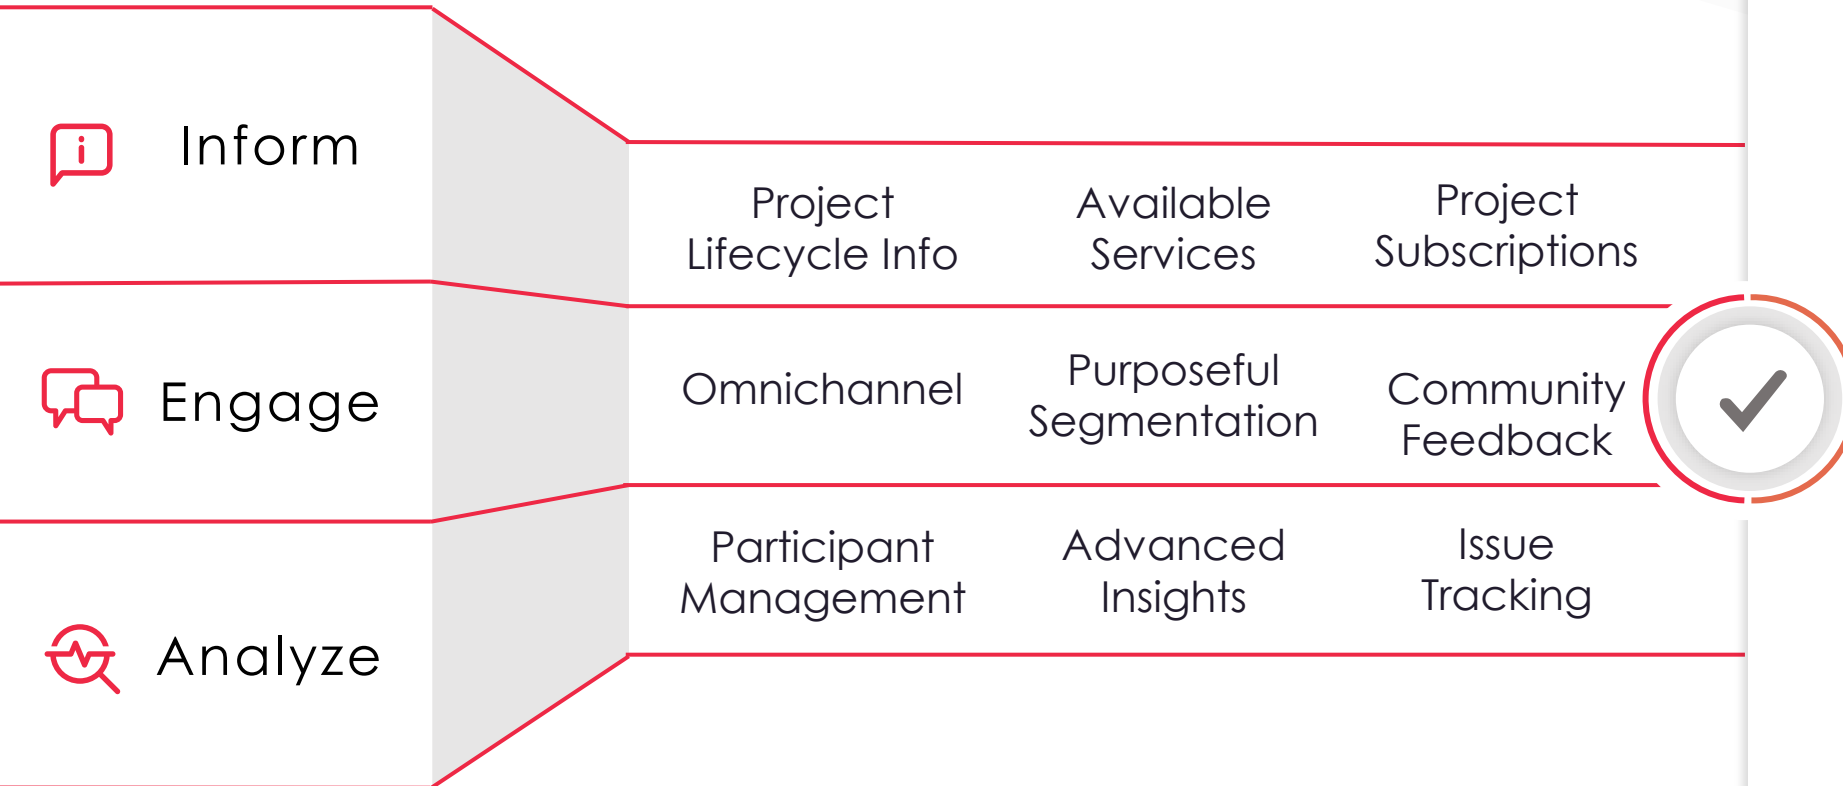 Inform
Project
Lifecycle Info
Available
Services
Project
Subscriptions
Engage
Omnichannel
Purposeful
Segmentation
Community
Feedback
Analyze
Participant
Management
Advanced
Insights
Issue
Tracking